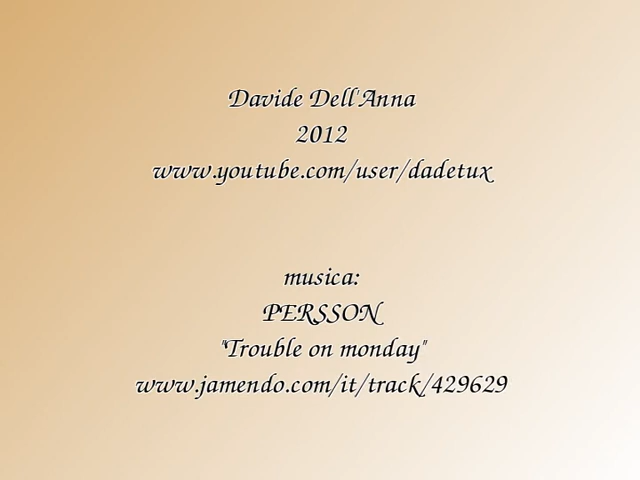 Davide Dell'Anna
2012
www.youtube.com/user/dadetux
musica:
PERSSON
"Trouble on monday"
www.jamendo.com/it/track/429629